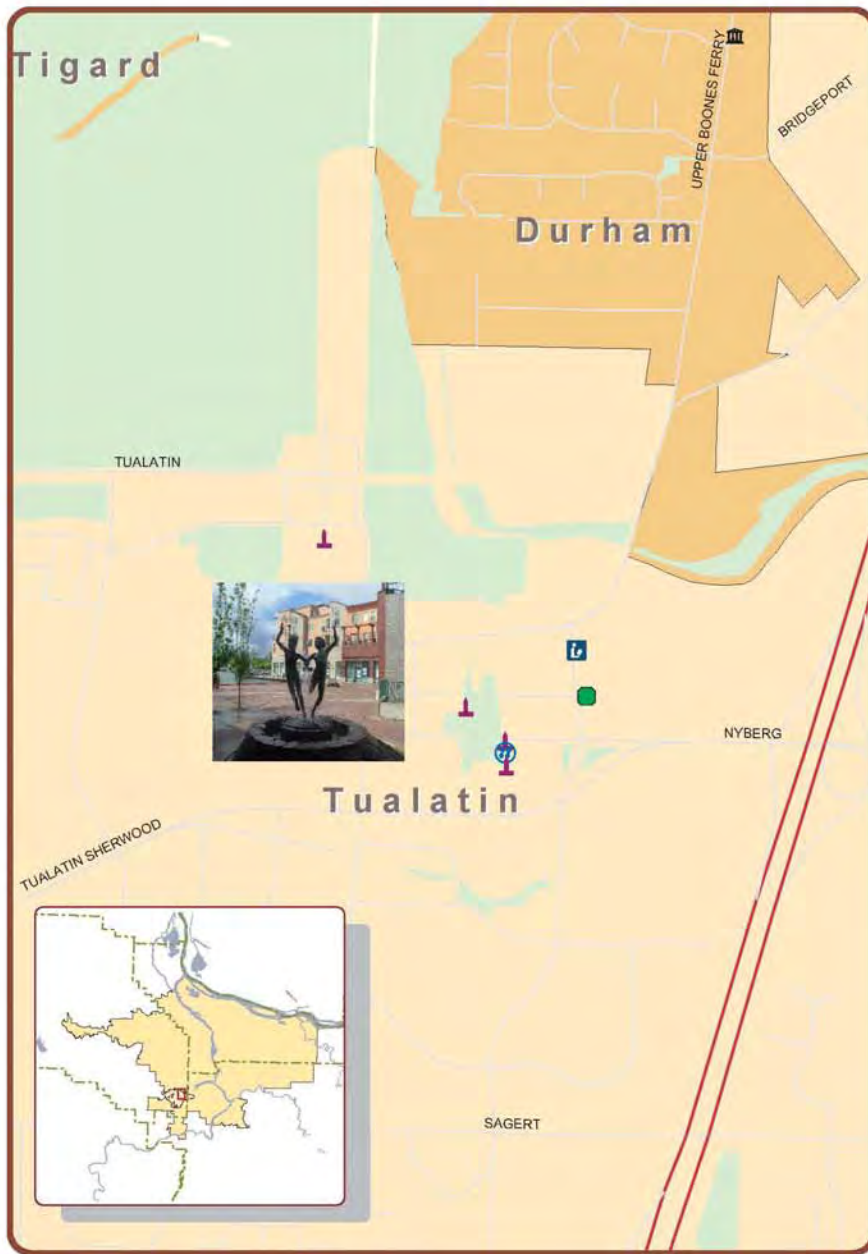 Tigard
UPPER BOONES FERRY
BRIDGEPORT
Durham
TUALATIN
NYBERG
Tualatin
TUALATIN SHERWOOD
SAGERT